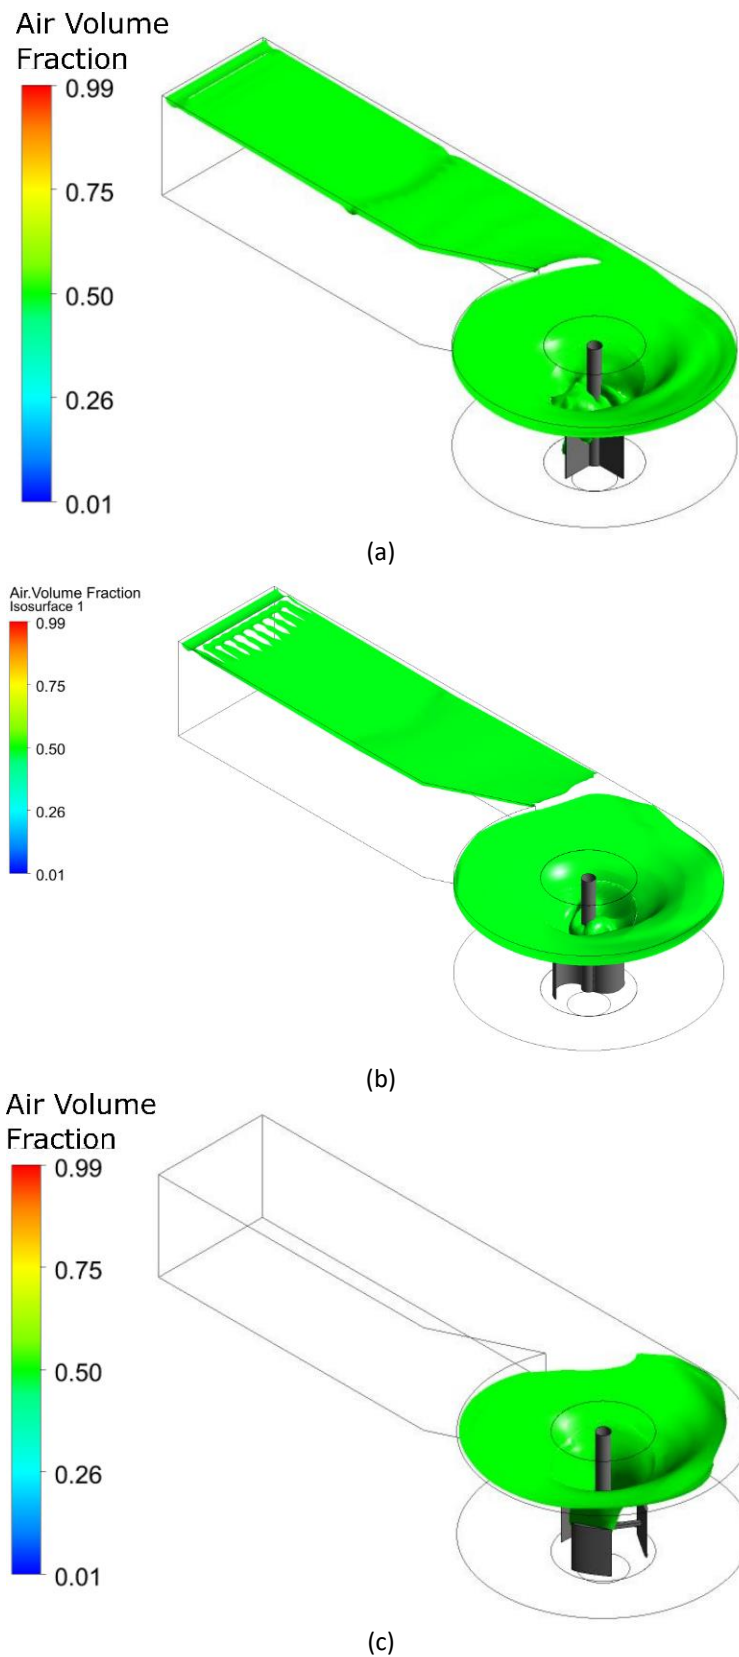 Air Volume
Fraction
0.99
0.75
0.50
0.26
0.01
(a)
Air.Volume Fraction
Isosurface 1
0.99
0.75
0.50
0.26
0.01
(b)
Air Volume
Fraction
0.99
0.75
0.50
0.26
0.01
(c)